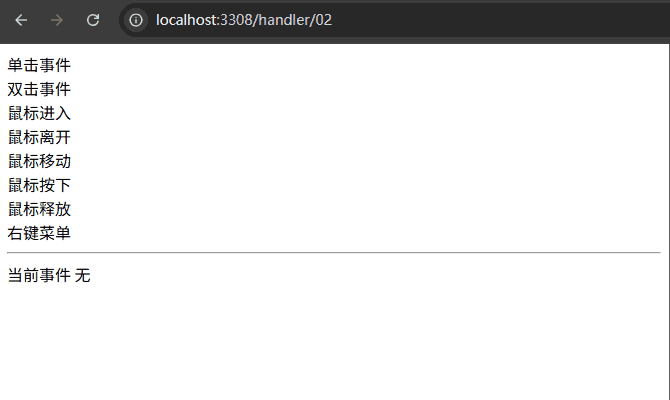 localhost:3308/handler/02
单击事件
双击事件
鼠标进入
鼠标离开
鼠标移动
鼠标按下
鼠标释放
右键菜单
当前事件 无